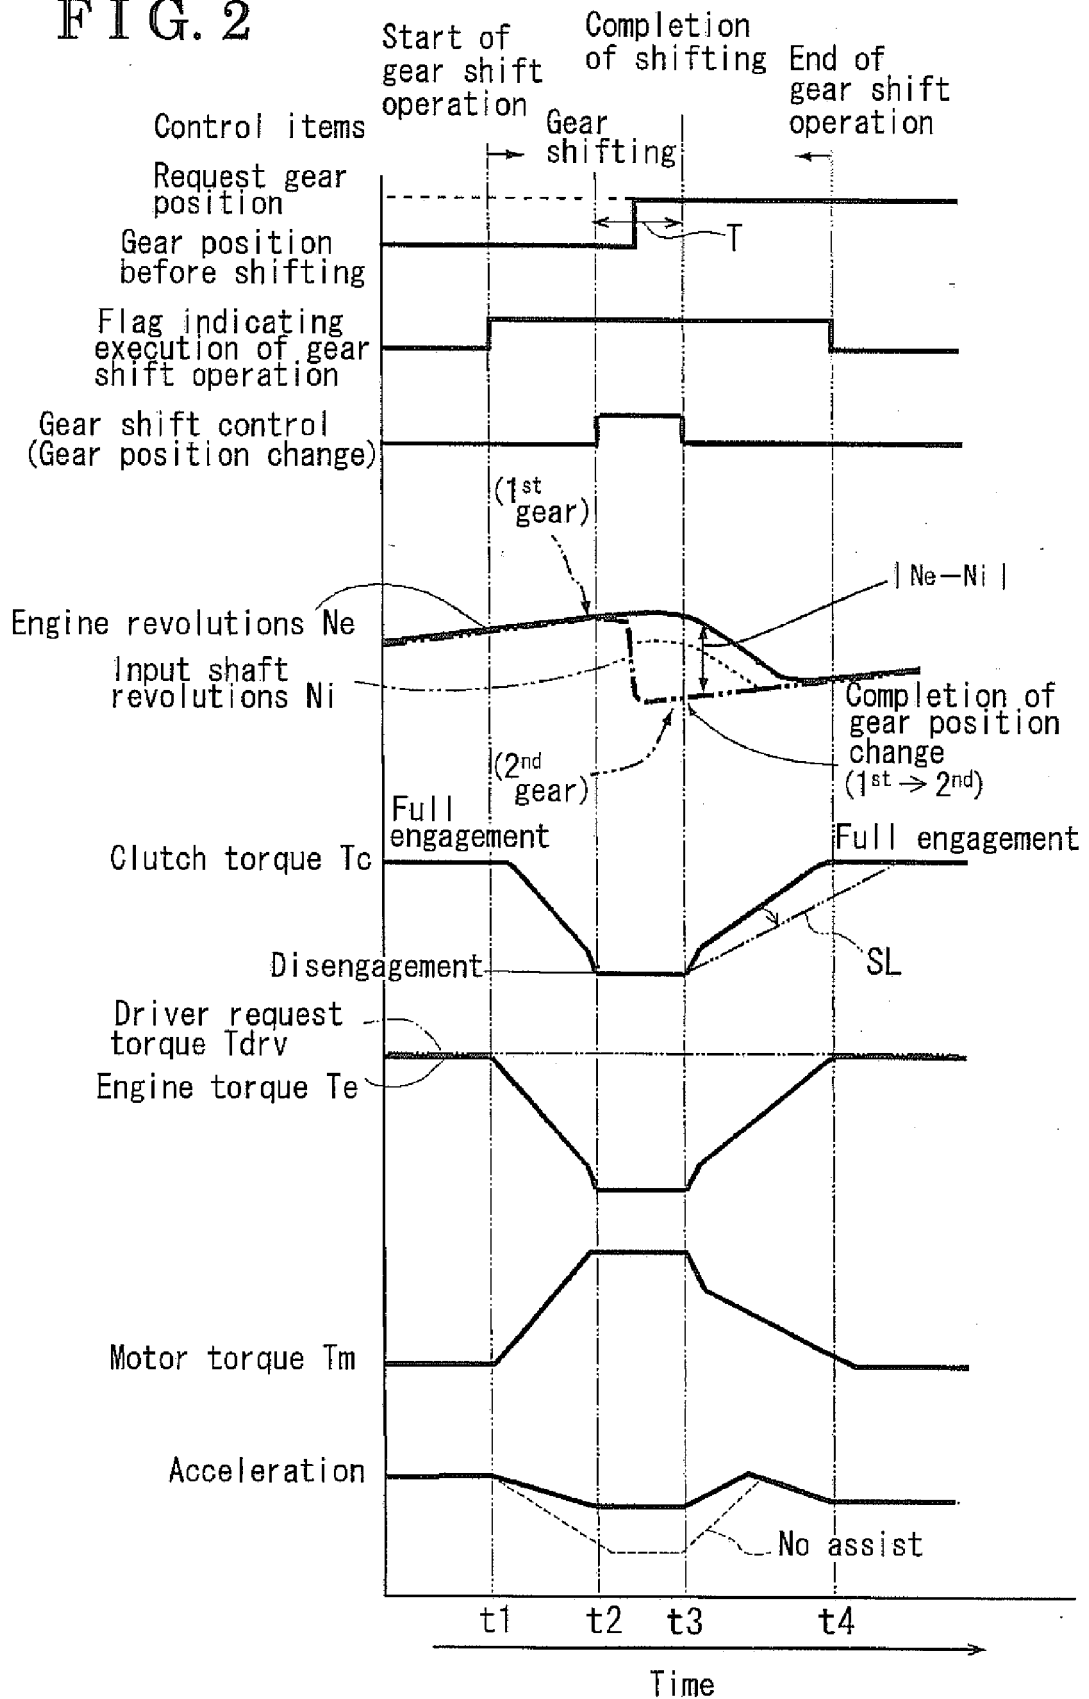 FIG. 2
Start of
gear shift
operation
Completion
of shifting
End of
gear shift
operation
Control items
Gear
shifting
Request gear
position
Gear position
before shifting
T
Flag indicating
execution of gear
shift operation
Gear shift control
(Gear position change)
(1st
gear)
|Ne-Ni|
Engine revolutions Ne
Input shaft
revolutions Ni
(2nd
gear)
Completion of
gear position
change
(1st → 2nd)
Full
engagement
Full engagement
Clutch torque Tc
SL
Disengagement
Driver request
torque Tdrv
Engine torque Te
Motor torque Tm
Acceleration
No assist
t1 t2 t3 t4
Time